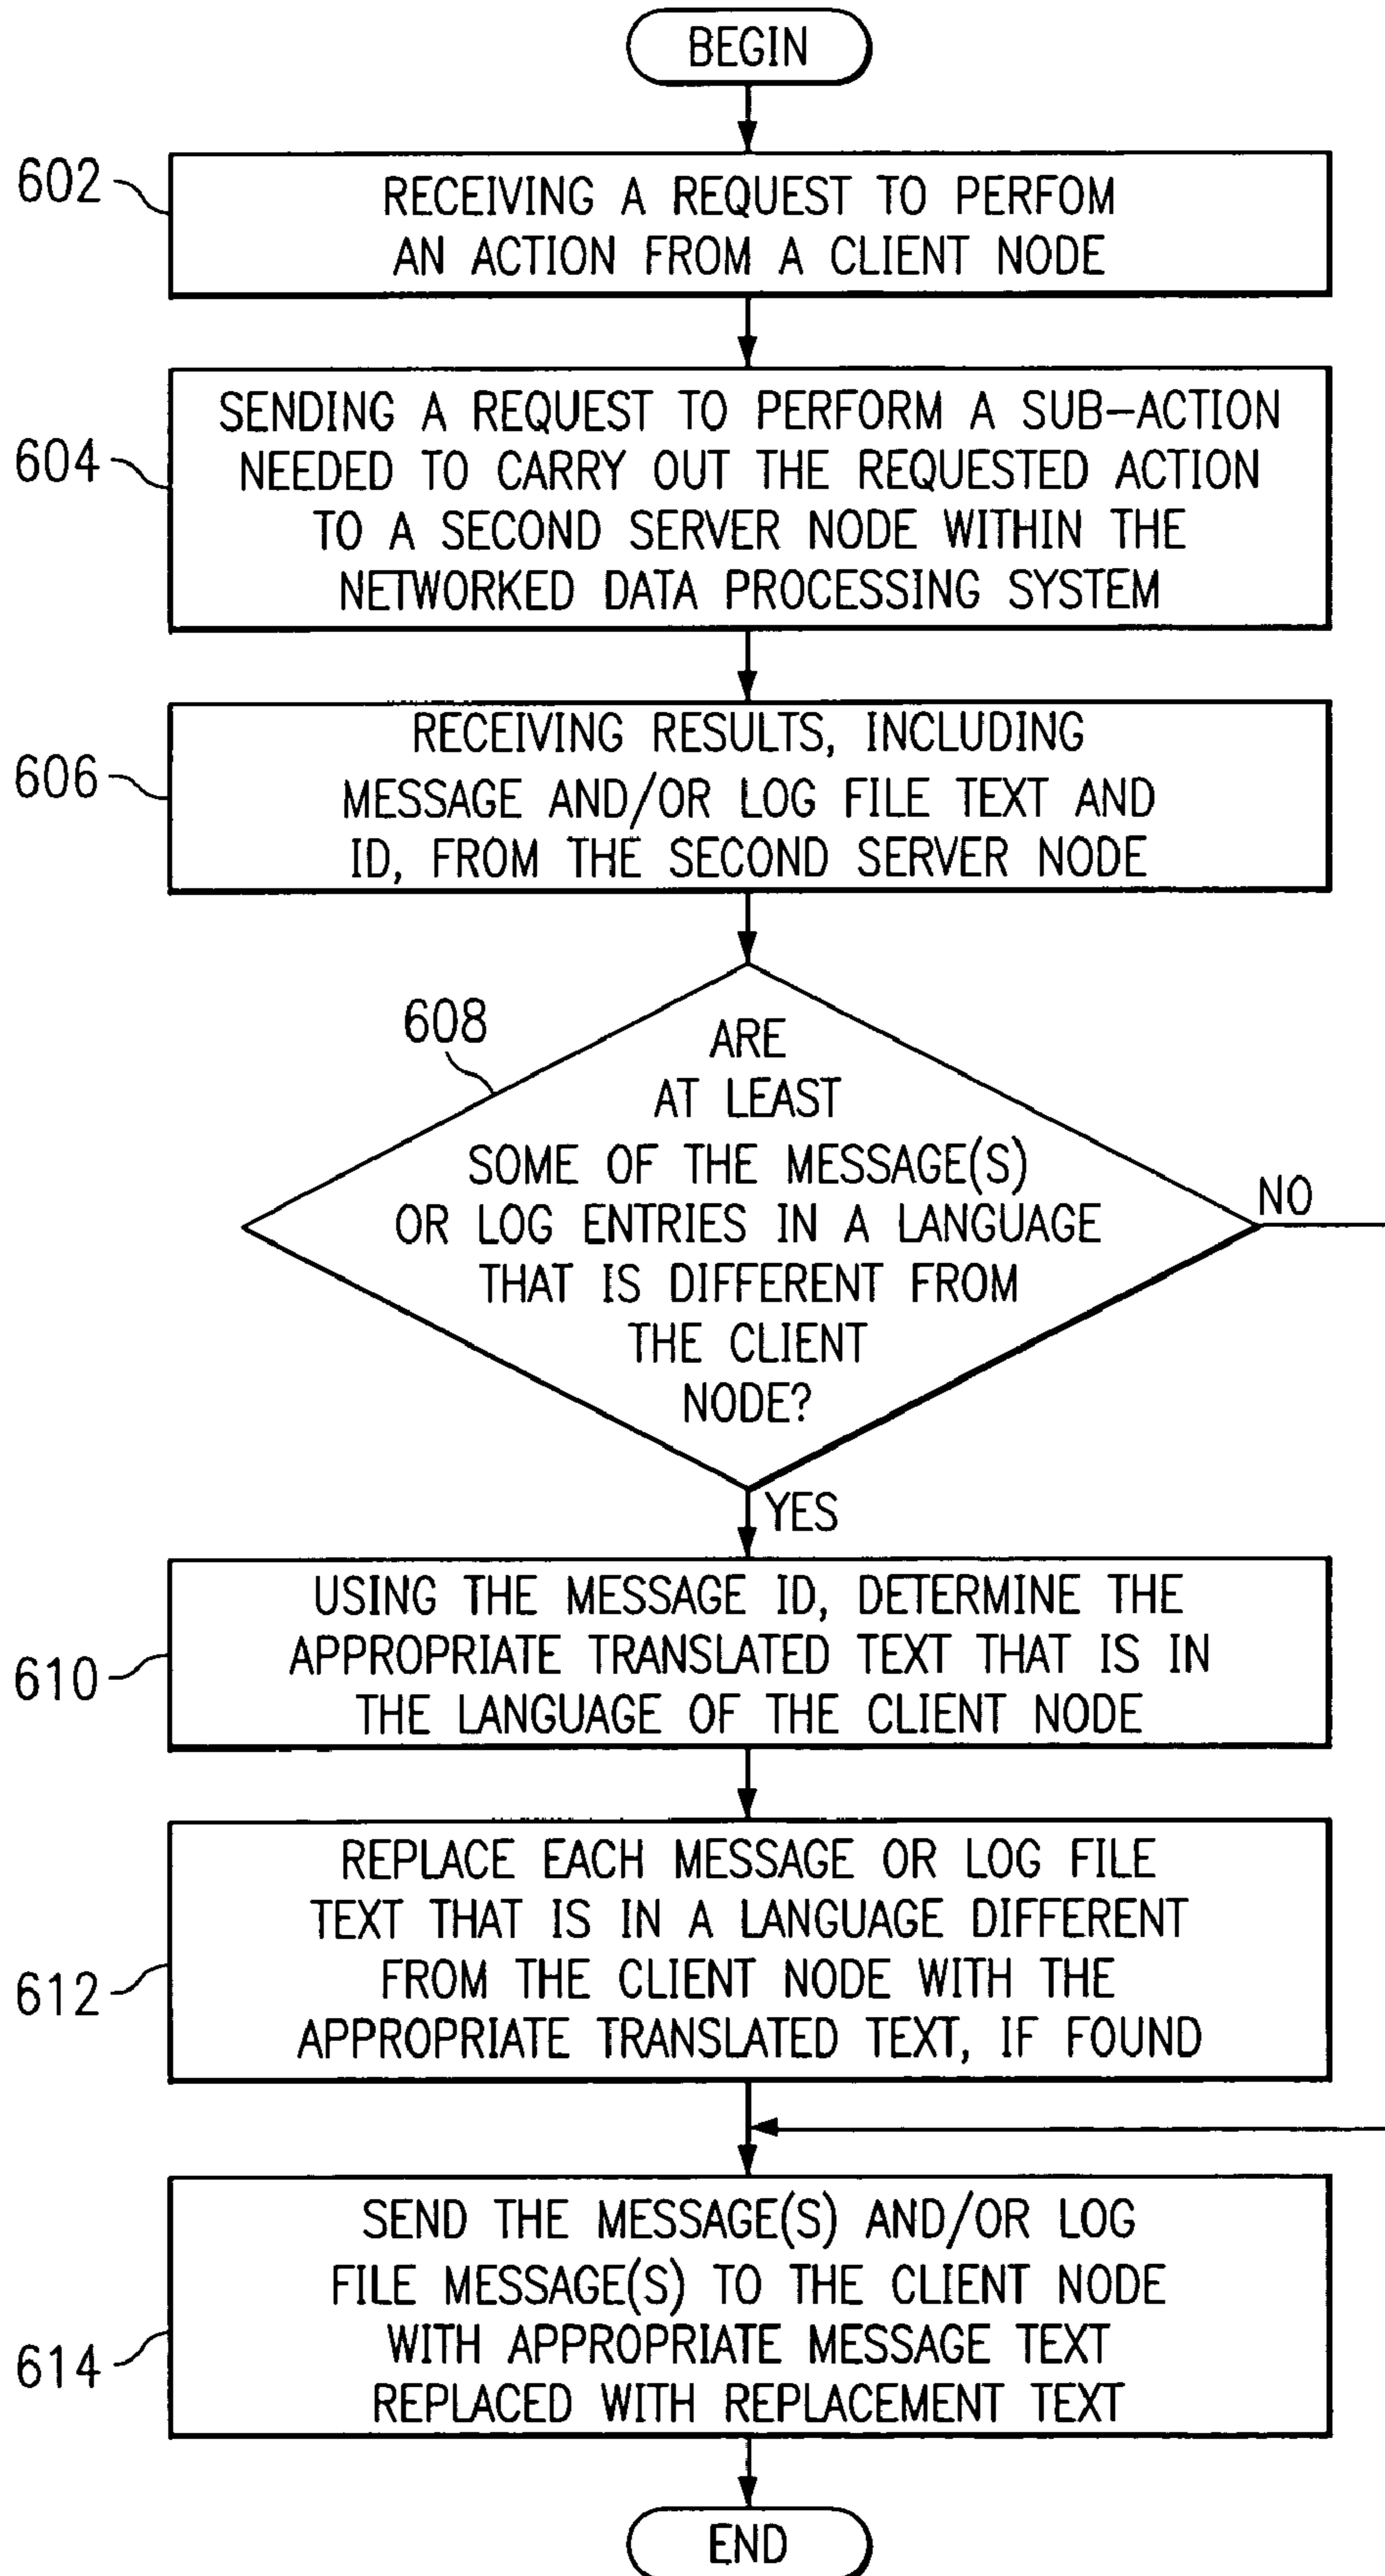 BEGIN
602
RECEIVING A REQUEST TO PERFOM
AN ACTION FROM A CLIENT NODE
604
SENDING A REQUEST TO PERFORM A SUB-ACTION
NEEDED TO CARRY OUT THE REQUESTED ACTION
TO A SECOND SERVER NODE WITHIN THE
NETWORKED DATA PROCESSING SYSTEM
606
RECEIVING RESULTS, INCLUDING
MESSAGE AND/OR LOG FILE TEXT AND
ID, FROM THE SECOND SERVER NODE
608
ARE
AT LEAST
SOME OF THE MESSAGE(S)
OR LOG ENTRIES IN A LANGUAGE
THAT IS DIFFERENT FROM
THE CLIENT
NODE?
NO
YES
610
USING THE MESSAGE ID, DETERMINE THE
APPROPRIATE TRANSLATED TEXT THAT IS IN
THE LANGUAGE OF THE CLIENT NODE
612
REPLACE EACH MESSAGE OR LOG FILE
TEXT THAT IS IN A LANGUAGE DIFFERENT
FROM THE CLIENT NODE WITH THE
APPROPRIATE TRANSLATED TEXT, IF FOUND
614
SEND THE MESSAGE(S) AND/OR LOG
FILE MESSAGE(S) TO THE CLIENT NODE
WITH APPROPRIATE MESSAGE TEXT
REPLACED WITH REPLACEMENT TEXT
END